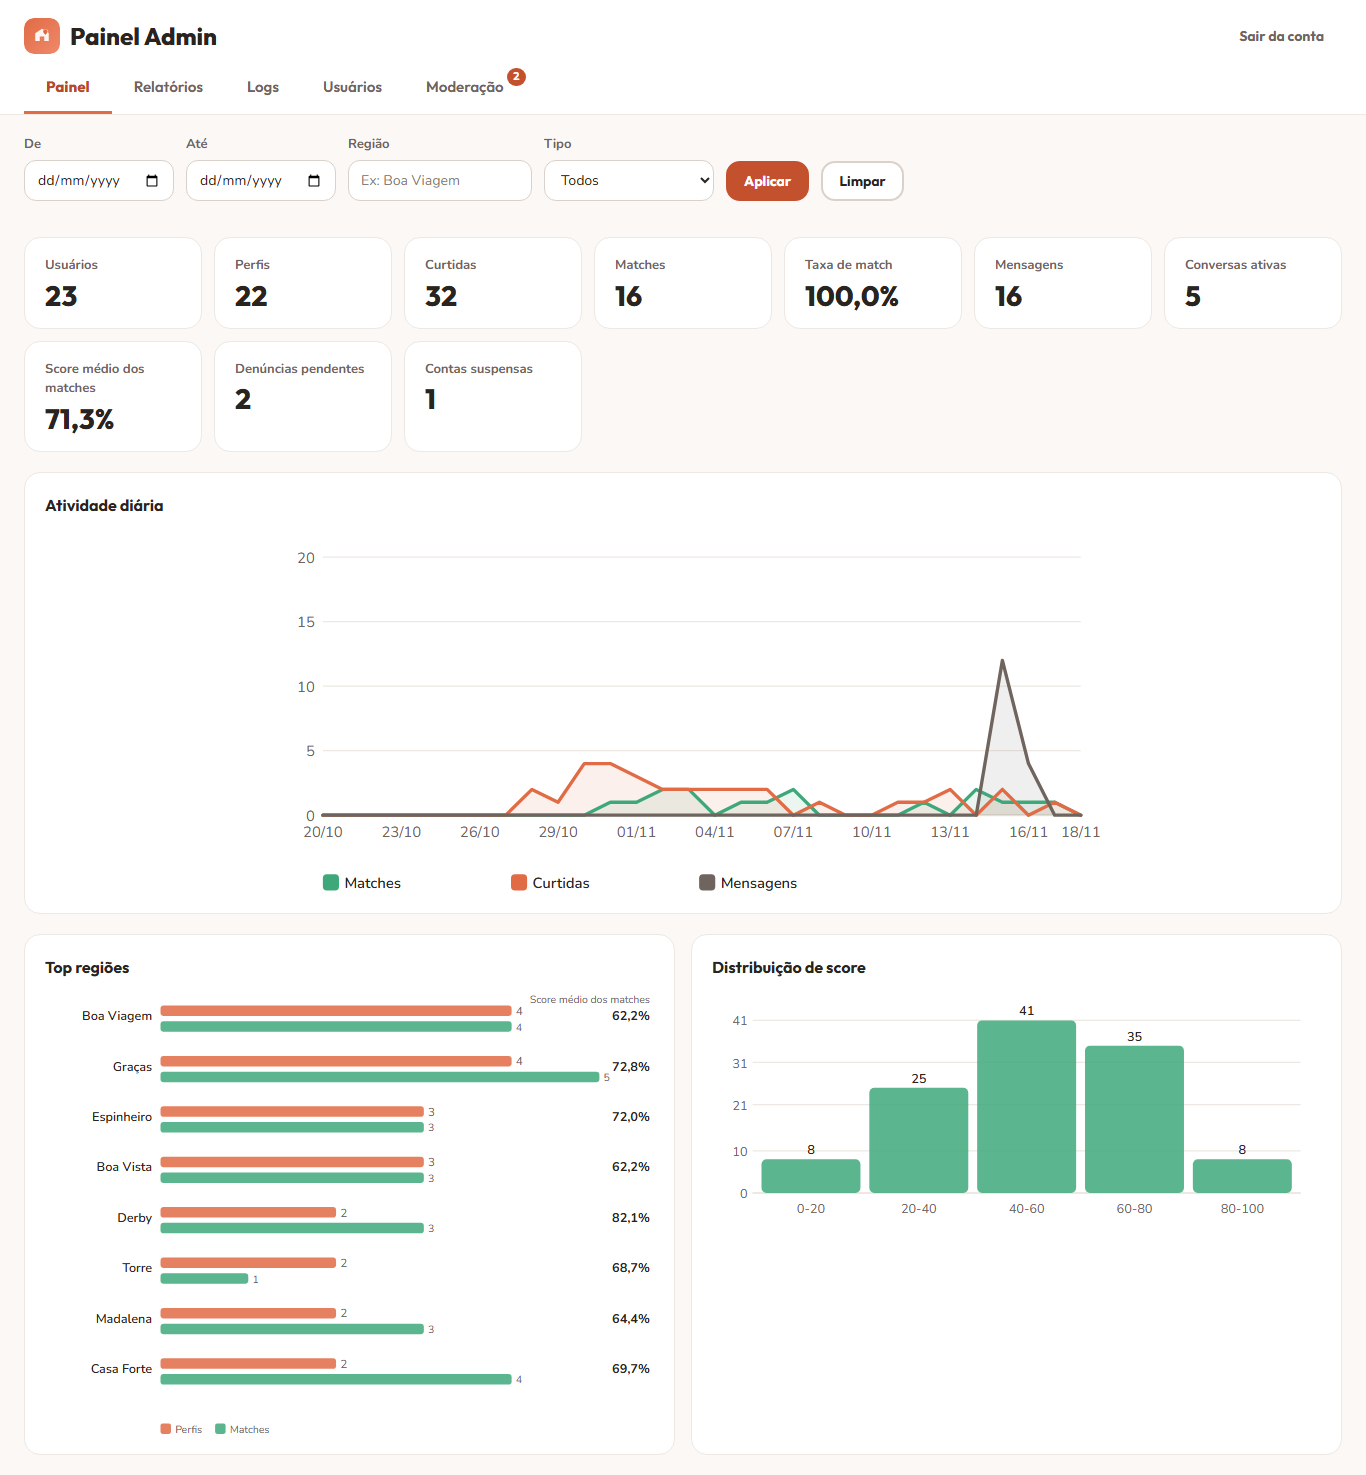 Painel Admin
Sair da conta
Painel
Relatórios
Logs
Usuários
Moderação
2
De
Até
Região
Tipo
dd/mm/yyyy
dd/mm/yyyy
Ex: Boa Viagem
Todos
Aplicar
Limpar
Usuários
23
Perfis
22
Curtidas
32
Matches
16
Taxa de match
100,0%
Mensagens
16
Conversas ativas
5
Score médio dos
matches
71,3%
Denúncias pendentes
2
Contas suspensas
1
Atividade diária
20
15
10
5
0
20/10
23/10
26/10
29/10
01/11
04/11
07/11
10/11
13/11
16/11
18/11
Matches
Curtidas
Mensagens
Top regiões
Score médio dos matches
Boa Viagem
4
4
62,2%
Graças
4
5
72,8%
Espinheiro
3
3
72,0%
Boa Vista
3
3
62,2%
Derby
2
3
82,1%
Torre
2
1
68,7%
Madalena
2
3
64,4%
Casa Forte
2
4
69,7%
Perfis
Matches
Distribuição de score
41
31
21
10
0
8
25
41
35
8
0-20
20-40
40-60
60-80
80-100